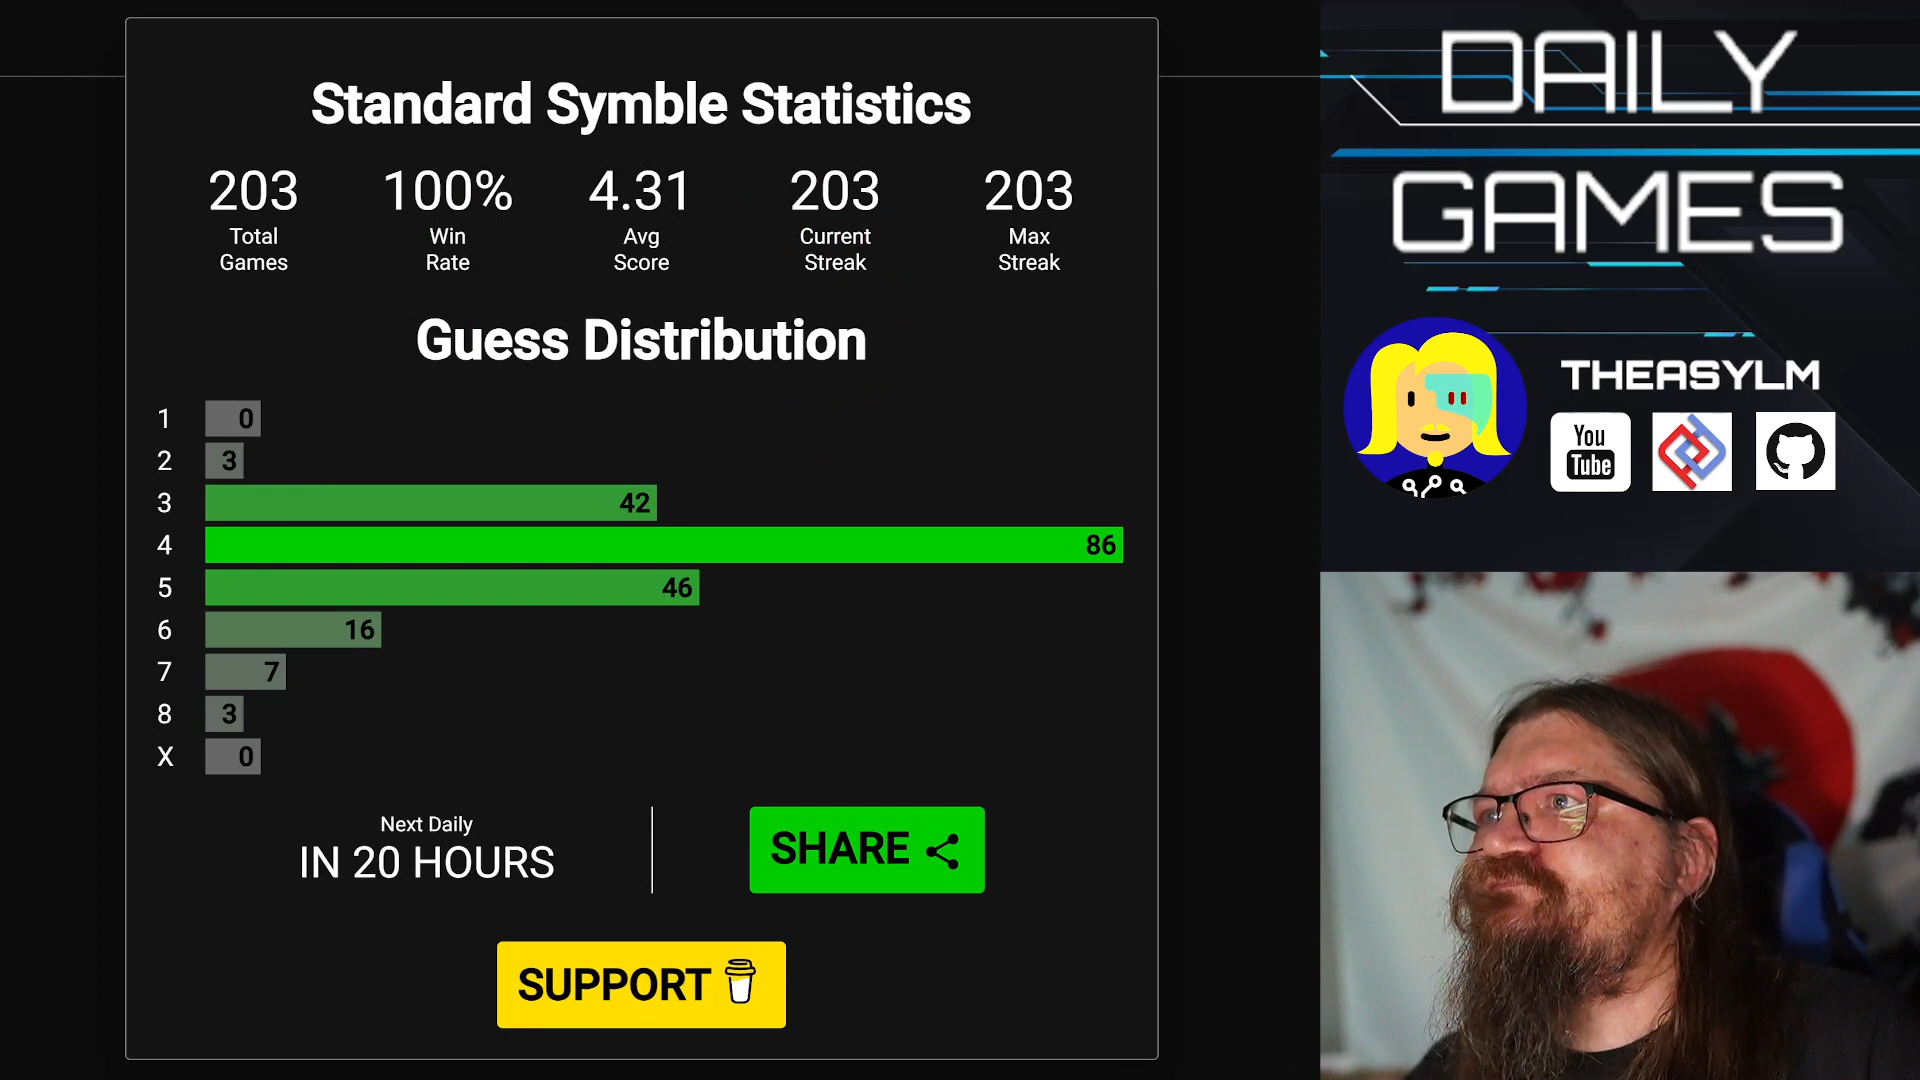 Standard Symble Statistics
203 100% 4.31 203 203
Total Win Avg Current Max
Games Rate Score Streak Streak
Guess Distribution
1 0
2 3
3 42
4 86
5 46
6 16
7 7
8 3
X 0
Next Daily
IN 20 HOURS
SHARE
SUPPORT
DAILY
GAMES
THEASYLM
You
Tube